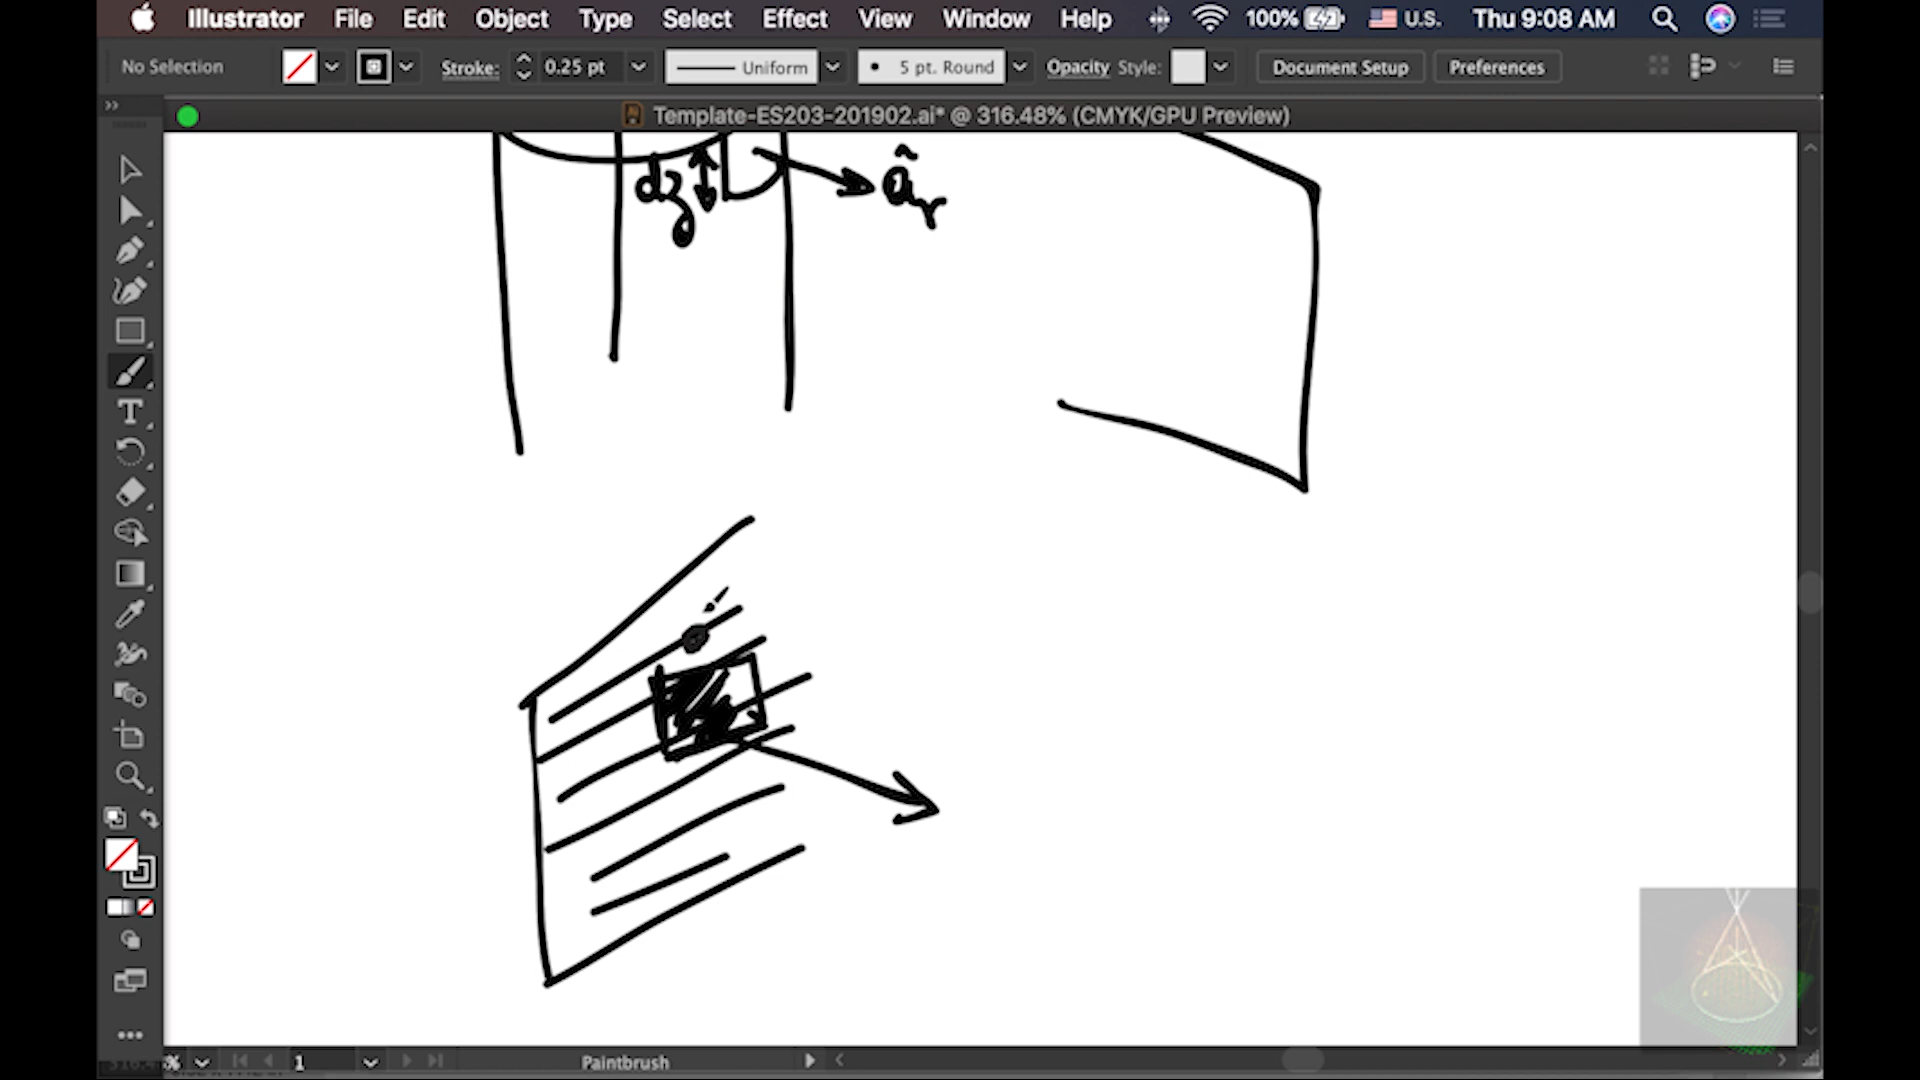 Illustrator File Edit Object Type Select Effect View Window Help 100% U.S. Thu 9:08 AM
No Selection Stroke: 0.25 pt Uniform 5 pt. Round Opacity Style: Document Setup Preferences
Template-ES203-201902.ai* @ 316.48% (CMYK/GPU Preview)
dz âr
1 Paintbrush